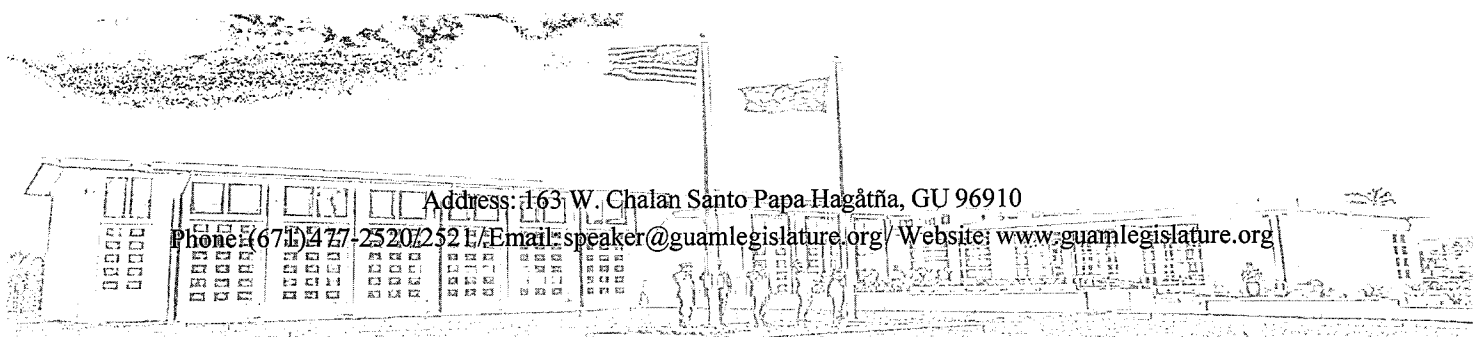 Address: 163 W. Chalan Santo Papa Hagåtña, GU 96910
Phone: (671) 477-2520/2521 / Email: speaker@guamlegislature.org/ Website: www.guamlegislature.org